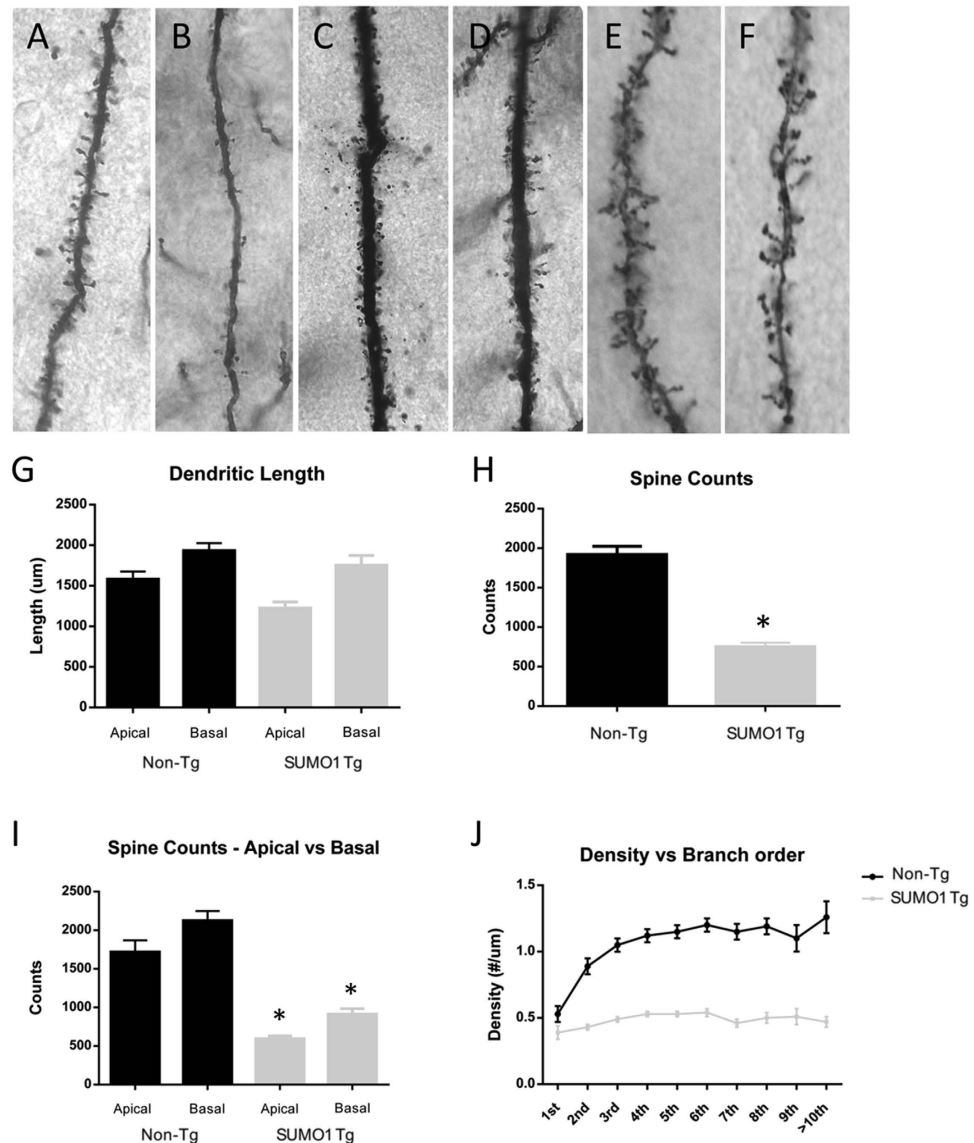 A B C D E F
G
Dendritic Length
Length (um)
2500
2000
1500
1000
500
0
Apical Basal Apical Basal
Non-Tg SUMO1 Tg
H
Spine Counts
Counts
2500
2000
1500
1000
500
0
*
Non-Tg SUMO1 Tg
I
Spine Counts - Apical vs Basal
Counts
2500
2000
1500
1000
500
0
* *
Apical Basal Apical Basal
Non-Tg SUMO1 Tg
J
Density vs Branch order
Non-Tg
SUMO1 Tg
Density (#/um)
1.5
1.0
0.5
0.0
1st 2nd 3rd 4th 5th 6th 7th 8th 9th >10th